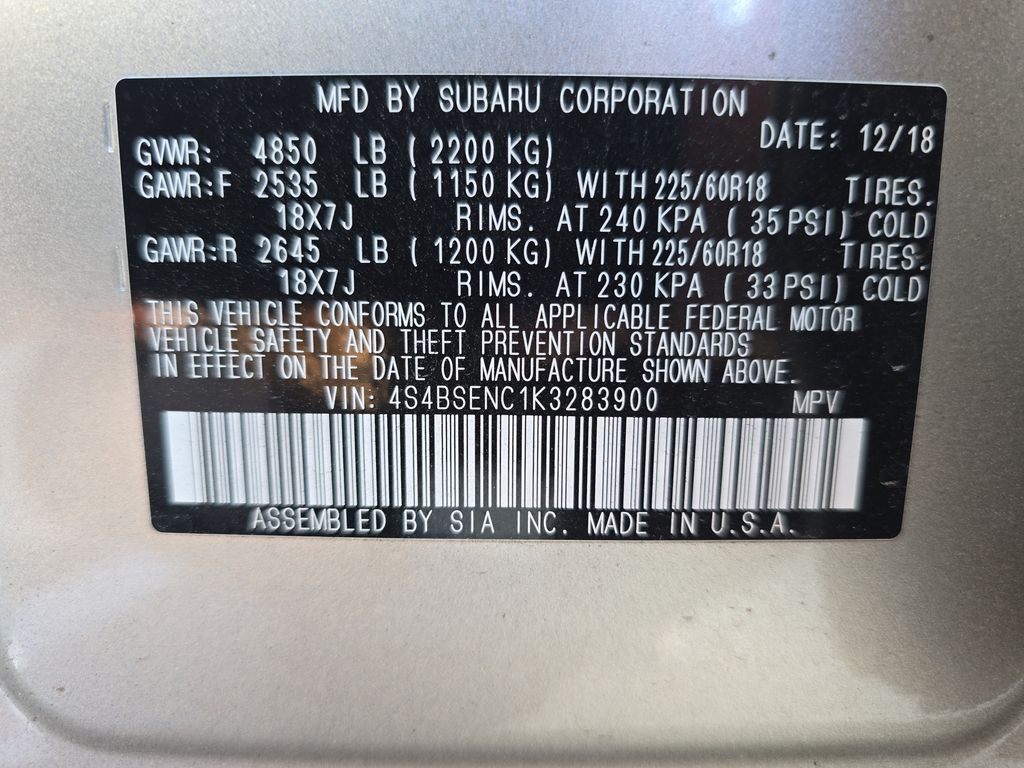 MFD BY SUBARU CORPORATION
DATE: 12/18
GVWR: 4850 LB ( 2200 KG)
GAWR:F 2535 LB ( 1150 KG) WITH 225/60R18 TIRES.
18X7J RIMS. AT 240 KPA ( 35 PSI) COLD
GAWR:R 2645 LB ( 1200 KG) WITH 225/60R18 TIRES.
18X7J RIMS. AT 230 KPA ( 33 PSI) COLD
THIS VEHICLE CONFORMS TO ALL APPLICABLE FEDERAL MOTOR
VEHICLE SAFETY AND THEFT PREVENTION STANDARDS
IN EFFECT ON THE DATE OF MANUFACTURE SHOWN ABOVE.
VIN: 4S4BSENC1K3283900 MPV
ASSEMBLED BY SIA INC. MADE IN U.S.A.